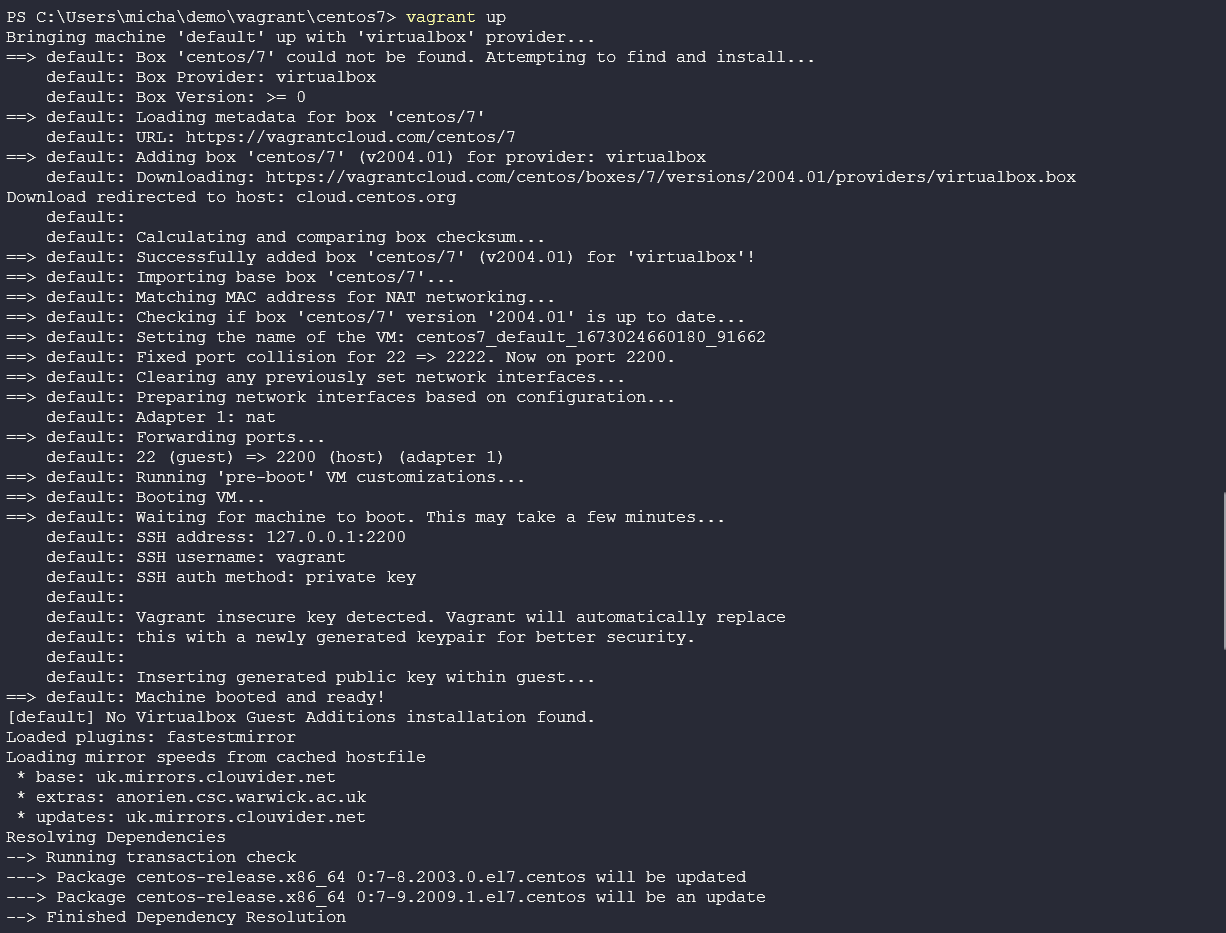 PS C:\Users\micha\demo\vagrant\centos7> vagrant up
Bringing machine 'default' up with 'virtualbox' provider...
==> default: Box 'centos/7' could not be found. Attempting to find and install...
    default: Box Provider: virtualbox
    default: Box Version: >= 0
==> default: Loading metadata for box 'centos/7'
    default: URL: https://vagrantcloud.com/centos/7
==> default: Adding box 'centos/7' (v2004.01) for provider: virtualbox
    default: Downloading: https://vagrantcloud.com/centos/boxes/7/versions/2004.01/providers/virtualbox.box
Download redirected to host: cloud.centos.org
    default:
    default: Calculating and comparing box checksum...
==> default: Successfully added box 'centos/7' (v2004.01) for 'virtualbox'!
==> default: Importing base box 'centos/7'...
==> default: Matching MAC address for NAT networking...
==> default: Checking if box 'centos/7' version '2004.01' is up to date...
==> default: Setting the name of the VM: centos7_default_1673024660180_91662
==> default: Fixed port collision for 22 => 2222. Now on port 2200.
==> default: Clearing any previously set network interfaces...
==> default: Preparing network interfaces based on configuration...
    default: Adapter 1: nat
==> default: Forwarding ports...
    default: 22 (guest) => 2200 (host) (adapter 1)
==> default: Running 'pre-boot' VM customizations...
==> default: Booting VM...
==> default: Waiting for machine to boot. This may take a few minutes...
    default: SSH address: 127.0.0.1:2200
    default: SSH username: vagrant
    default: SSH auth method: private key
    default:
    default: Vagrant insecure key detected. Vagrant will automatically replace
    default: this with a newly generated keypair for better security.
    default:
    default: Inserting generated public key within guest...
==> default: Machine booted and ready!
[default] No Virtualbox Guest Additions installation found.
Loaded plugins: fastestmirror
Loading mirror speeds from cached hostfile
 * base: uk.mirrors.clouvider.net
 * extras: anorien.csc.warwick.ac.uk
 * updates: uk.mirrors.clouvider.net
Resolving Dependencies
--> Running transaction check
---> Package centos-release.x86_64 0:7-8.2003.0.el7.centos will be updated
---> Package centos-release.x86_64 0:7-9.2009.1.el7.centos will be an update
--> Finished Dependency Resolution